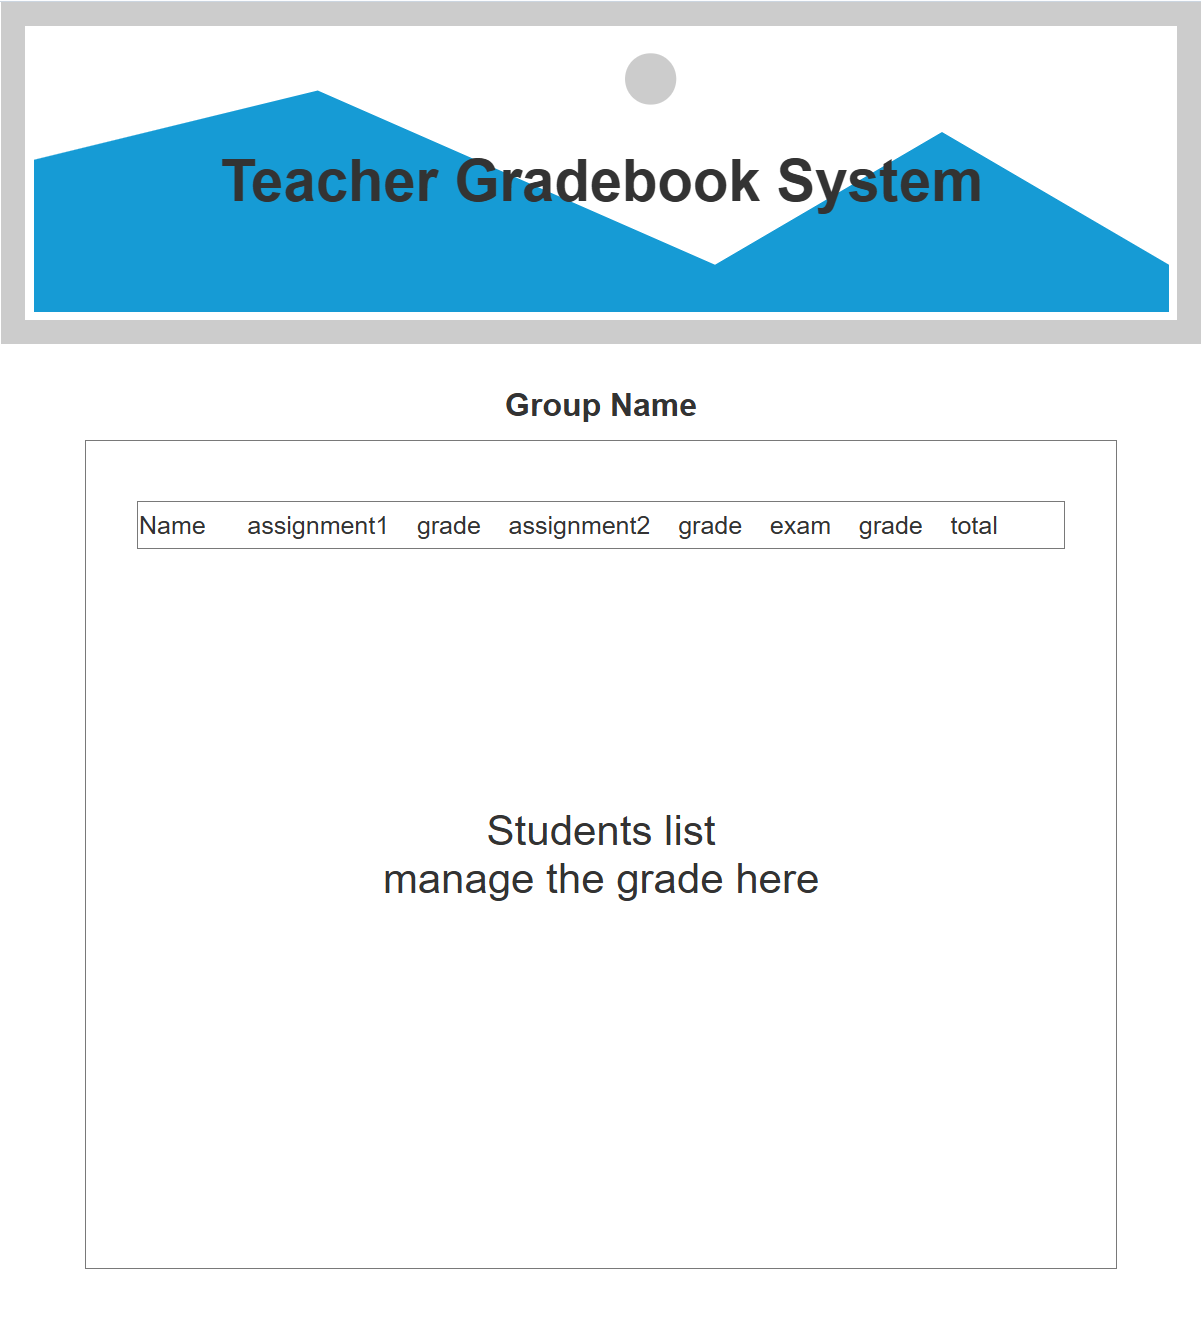 Teacher Gradebook System
Group Name
Name assignment1 grade assignment2 grade exam grade total
Students list
manage the grade here